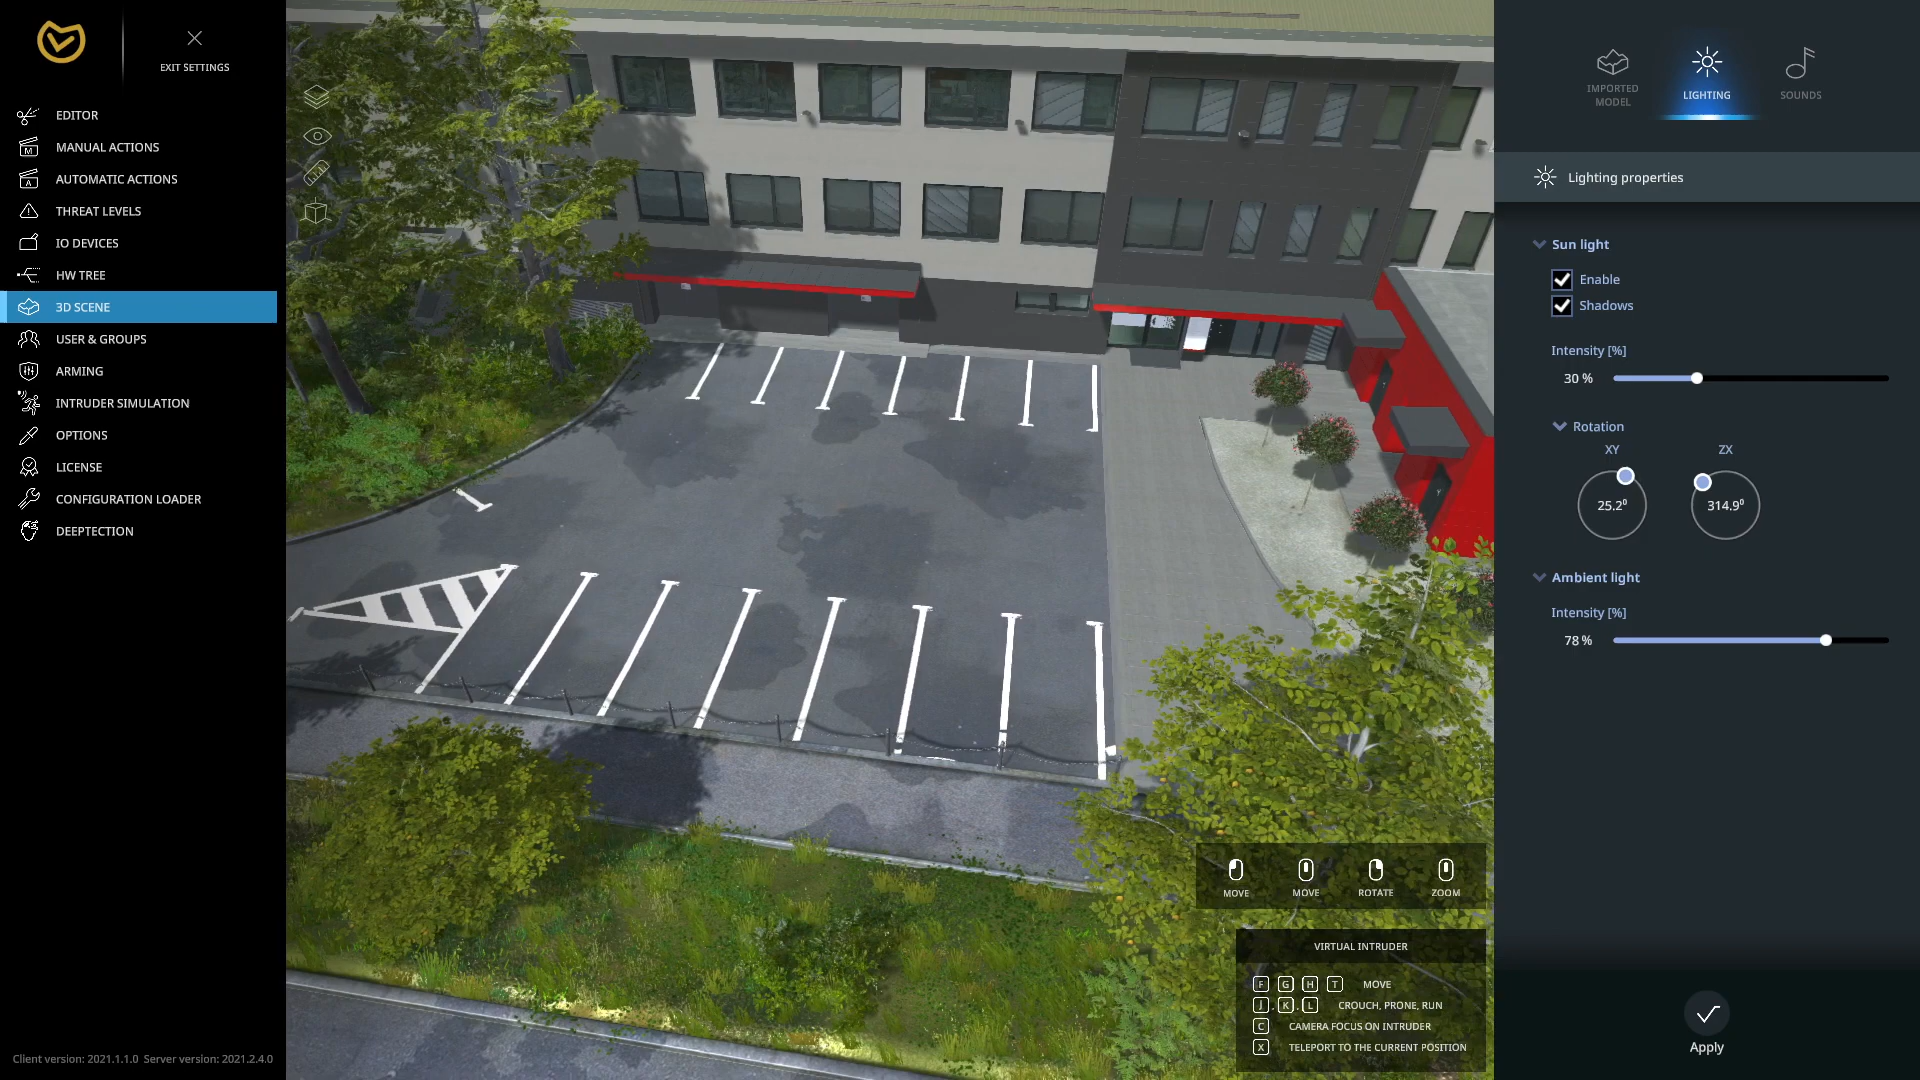 EXIT SETTINGS
EDITOR
MANUAL ACTIONS
AUTOMATIC ACTIONS
THREAT LEVELS
IO DEVICES
HW TREE
3D SCENE
USER & GROUPS
ARMING
INTRUDER SIMULATION
OPTIONS
LICENSE
CONFIGURATION LOADER
DEEPTECTION
Client version: 2021.1.1.0 Server version: 2021.2.4.0
MOVE MOVE ROTATE ZOOM
VIRTUAL INTRUDER
F G H T MOVE
J, K, L CROUCH, PRONE, RUN
C CAMERA FOCUS ON INTRUDER
X TELEPORT TO THE CURRENT POSITION
IMPORTED
MODEL
LIGHTING
SOUNDS
Lighting properties
Sun light
Enable
Shadows
Intensity [%]
30 %
Rotation
XY ZX
25.2⁰ 314.9⁰
Ambient light
Intensity [%]
78 %
Apply